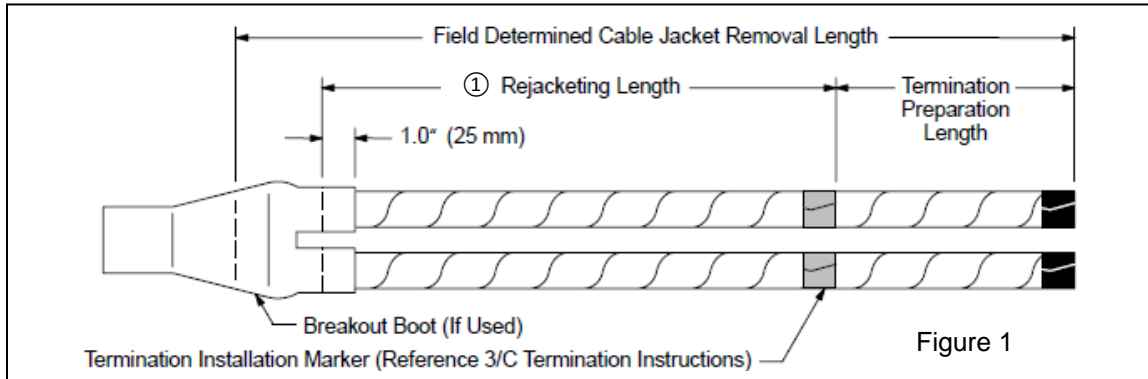 Field Determined Cable Jacket Removal Length
① Rejacketing Length
Termination
Preparation
Length
1.0" (25 mm)
Breakout Boot (If Used)
Termination Installation Marker (Reference 3/C Termination Instructions)
Figure 1